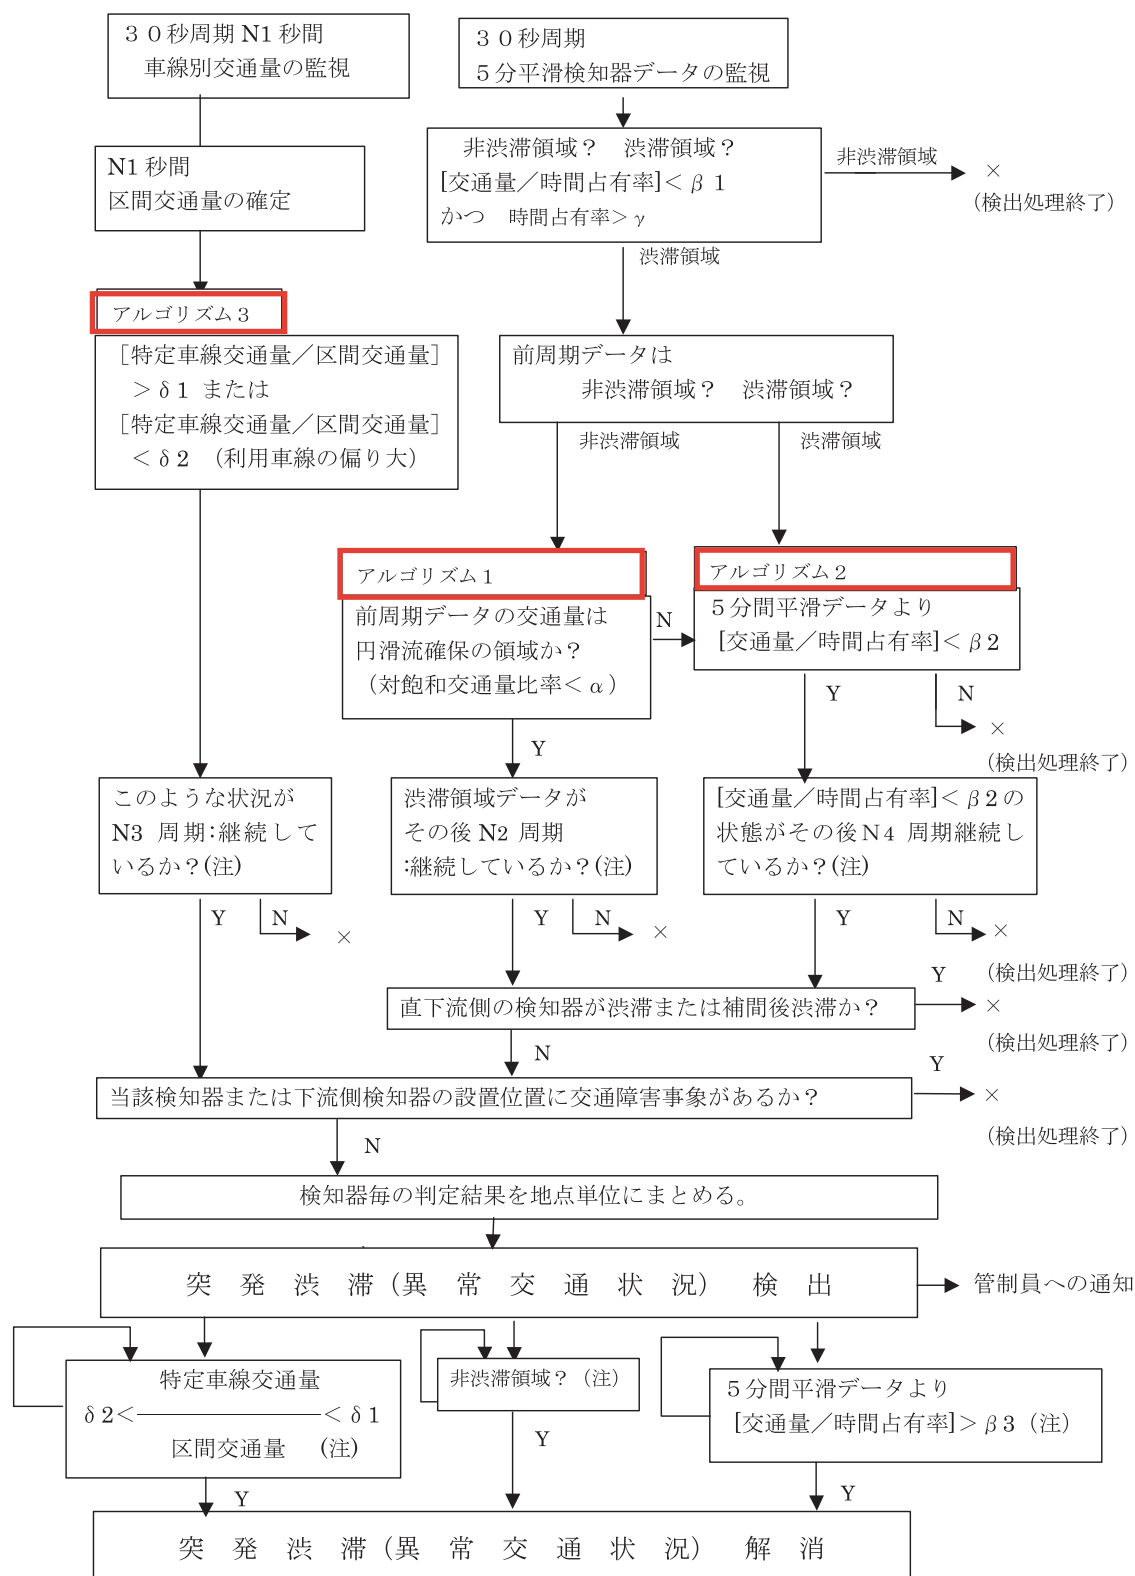 ３０秒周期 N1 秒間
車線別交通量の監視
３０秒周期
５分平滑検知器データの監視
N1 秒間
区間交通量の確定
非渋滞領域？　渋滞領域？
[交通量／時間占有率]＜β１
かつ　時間占有率＞γ
非渋滞領域
×
（検出処理終了）
渋滞領域
アルゴリズム３
［特定車線交通量／区間交通量］
＞δ１ または
［特定車線交通量／区間交通量］
＜δ２ （利用車線の偏り大）
前周期データは
非渋滞領域？　渋滞領域？
非渋滞領域
渋滞領域
アルゴリズム１
前周期データの交通量は
円滑流確保の領域か？
（対飽和交通量比率＜α）
N
アルゴリズム２
５分間平滑データより
[交通量／時間占有率]＜β２
Y
Y
N
×
（検出処理終了）
このような状況が
N3 周期：継続して
いるか？(注)
渋滞領域データが
その後 N2 周期
：継続しているか？(注)
[交通量／時間占有率]＜β２の
状態がその後Ｎ４ 周期継続し
ているか？(注)
Y
N
×
Y
N
×
Y
N
×
（検出処理終了）
直下流側の検知器が渋滞または補間後渋滞か？
Y
×
（検出処理終了）
N
当該検知器または下流側検知器の設置位置に交通障害事象があるか？
Y
×
（検出処理終了）
N
検知器毎の判定結果を地点単位にまとめる。
突　発　渋　滞（異　常　交　通　状　況）　検　出
管制員への通知
特定車線交通量
δ２＜――――――――＜δ１
区間交通量　（注）
非渋滞領域？（注）
５分間平滑データより
[交通量／時間占有率]＞β３（注）
Y
Y
Y
突　発　渋　滞（異　常　交　通　状　況）　解　消